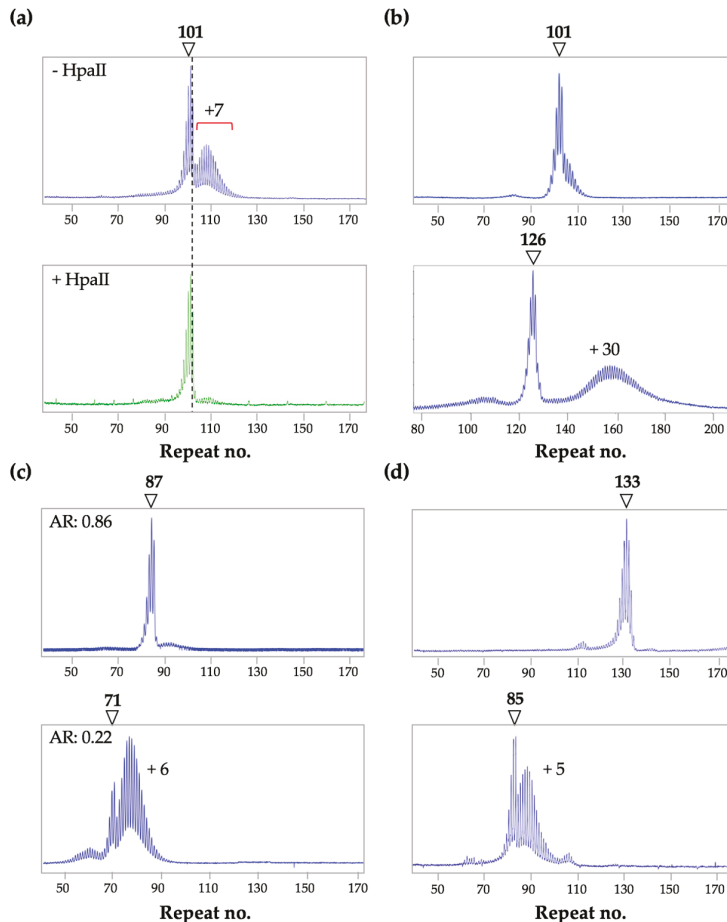 (a)
101
- HpaII
+7
50 70 90 110 130 150 170
+ HpaII
50 70 90 110 130 150 170
Repeat no.
(b)
101
50 70 90 110 130 150 170
126
+ 30
80 100 120 140 160 180 200
Repeat no.
(c)
87
AR: 0.86
50 70 90 110 130 150 170
71
AR: 0.22
+ 6
50 70 90 110 130 150 170
Repeat no.
(d)
133
50 70 90 110 130 150 170
85
+ 5
50 70 90 110 130 150 170
Repeat no.